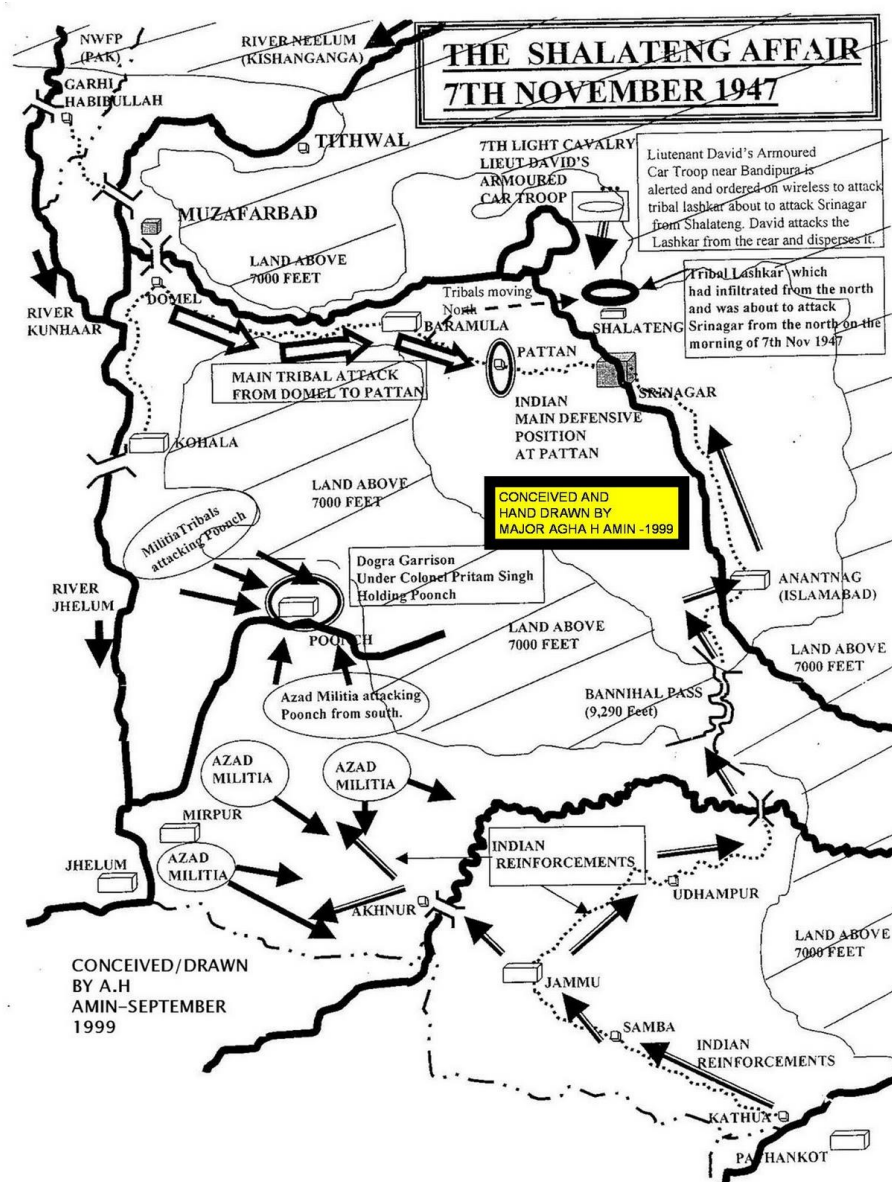 NWFP
(PAK)
RIVER NEELUM
(KISHANGANGA)
THE SHALATENG AFFAIR
7TH NOVEMBER 1947
GARHI
HABIBULLAH
TITHWAL
7TH LIGHT CAVALRY
LIEUT DAVID'S
ARMOURED
CAR TROOP
Liutenant David's Armoured
Car Troop near Bandipura is
alerted and ordered on wireless to attack
tribal lashkar about to attack Srinagar
from Shalateng. David attacks the
Lashkar from the rear and disperses it.
MUZAFARBAD
LAND ABOVE
7000 FEET
RIVER
KUNHAAR
DOMEL
Tribals moving
North
BARAMULA
SHALATENG
Tribal Lashkar which
had infiltrated from the north
and was about to attack
Srinagar from the north on the
morning of 7th Nov 1947
MAIN TRIBAL ATTACK
FROM DOMEL TO PATTAN
PATTAN
SRINAGAR
INDIAN
MAIN DEFENSIVE
POSITION
AT PATTAN
KOHALA
LAND ABOVE
7000 FEET
CONCEIVED AND
HAND DRAWN BY
MAJOR AGHA H AMIN -1999
Militia Tribals
attacking Poonch
Dogra Garrison
Under Colonel Pritam Singh
Holding Poonch
RIVER
JHELUM
ANANTNAG
(ISLAMABAD)
POONCH
LAND ABOVE
7000 FEET
LAND ABOVE
7000 FEET
Azad Militia attacking
Poonch from south.
BANNIHAL PASS
(9,290 Feet)
AZAD
MILITIA
AZAD
MILITIA
MIRPUR
JHELUM
AZAD
MILITIA
INDIAN
REINFORCEMENTS
UDHAMPUR
AKHNUR
LAND ABOVE
7000 FEET
CONCEIVED/DRAWN
BY A.H
AMIN-SEPTEMBER
1999
JAMMU
SAMBA
INDIAN
REINFORCEMENTS
KATHUA
PATHANKOT